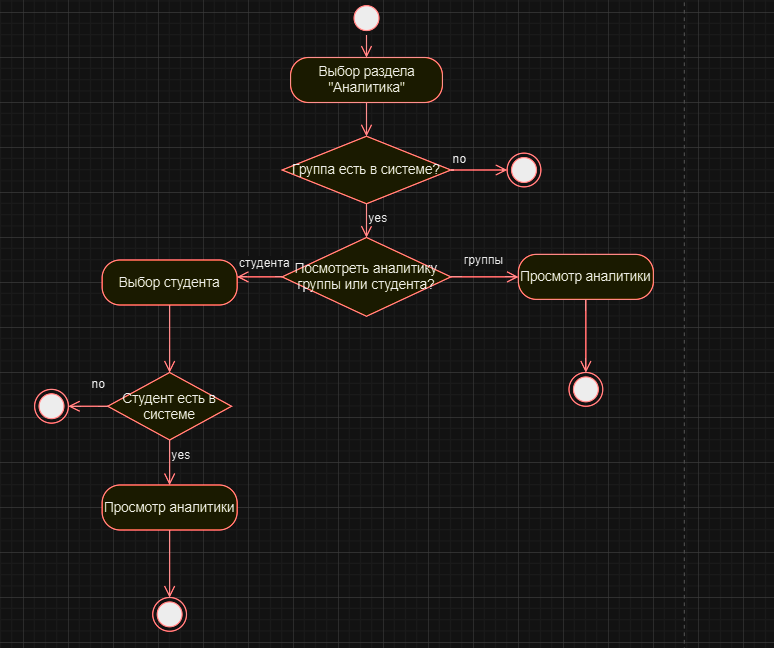 Выбор раздела
"Аналитика"
Группа есть в системе?
no
yes
студента
Посмотреть аналитику
группы или студента?
группы
Выбор студента
Просмотр аналитики
no
Студент есть в
системе
yes
Просмотр аналитики